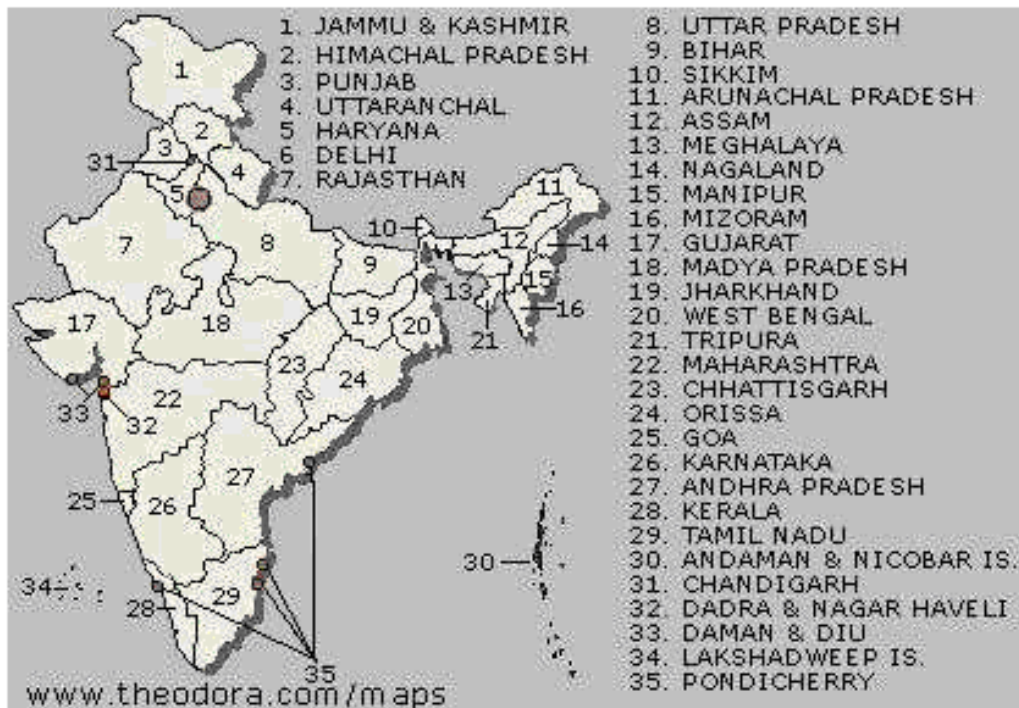 1. JAMMU & KASHMIR
2. HIMACHAL PRADESH
3. PUNJAB
4. UTTARANCHAL
5 HARYANA
6 DELHI
7. RAJASTHAN
8. UTTAR PRADESH
9. BIHAR
10. SIKKIM
11. ARUNACHAL PRADESH
12. ASSAM
13. MEGHALAYA
14. NAGALAND
15. MANIPUR
16. MIZORAM
17. GUJARAT
18. MADYA PRADESH
19. JHARKHAND
20. WEST BENGAL
21. TRIPURA
22. MAHARASHTRA
23. CHHATTISGARH
24. ORISSA
25. GOA
26. KARNATAKA
27. ANDHRA PRADESH
28. KERALA
29. TAMIL NADU
30. ANDAMAN & NICOBAR IS.
31. CHANDIGARH
32. DADRA & NAGAR HAVELI
33. DAMAN & DIU
34. LAKSHADWEEP IS.
35. PONDICHERRY
1
2
3
31
4
5
7
8
10
11
12
14
9
13
15
16
17
18
19
20
21
23
24
22
33
32
27
25
26
30
34
28
29
35
www.theodora.com/maps